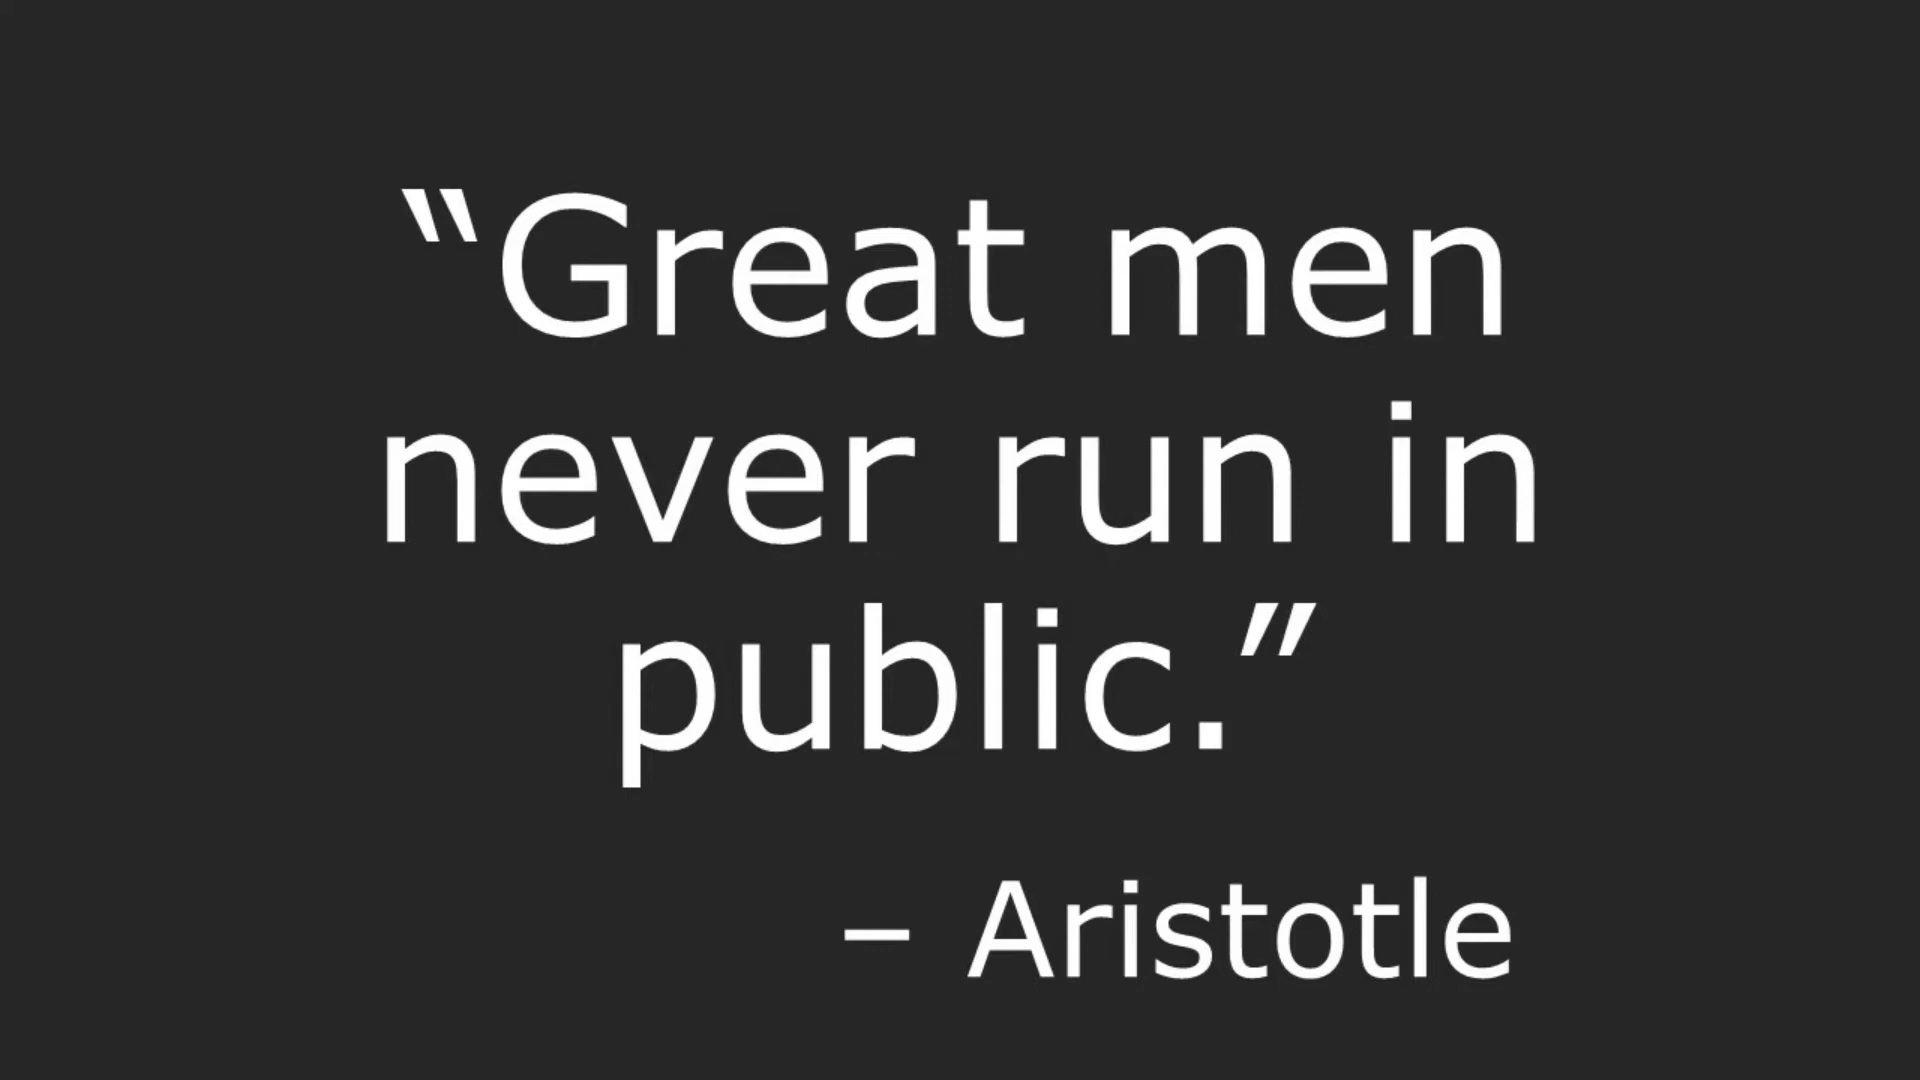 “Great men
never run in
public.”
– Aristotle